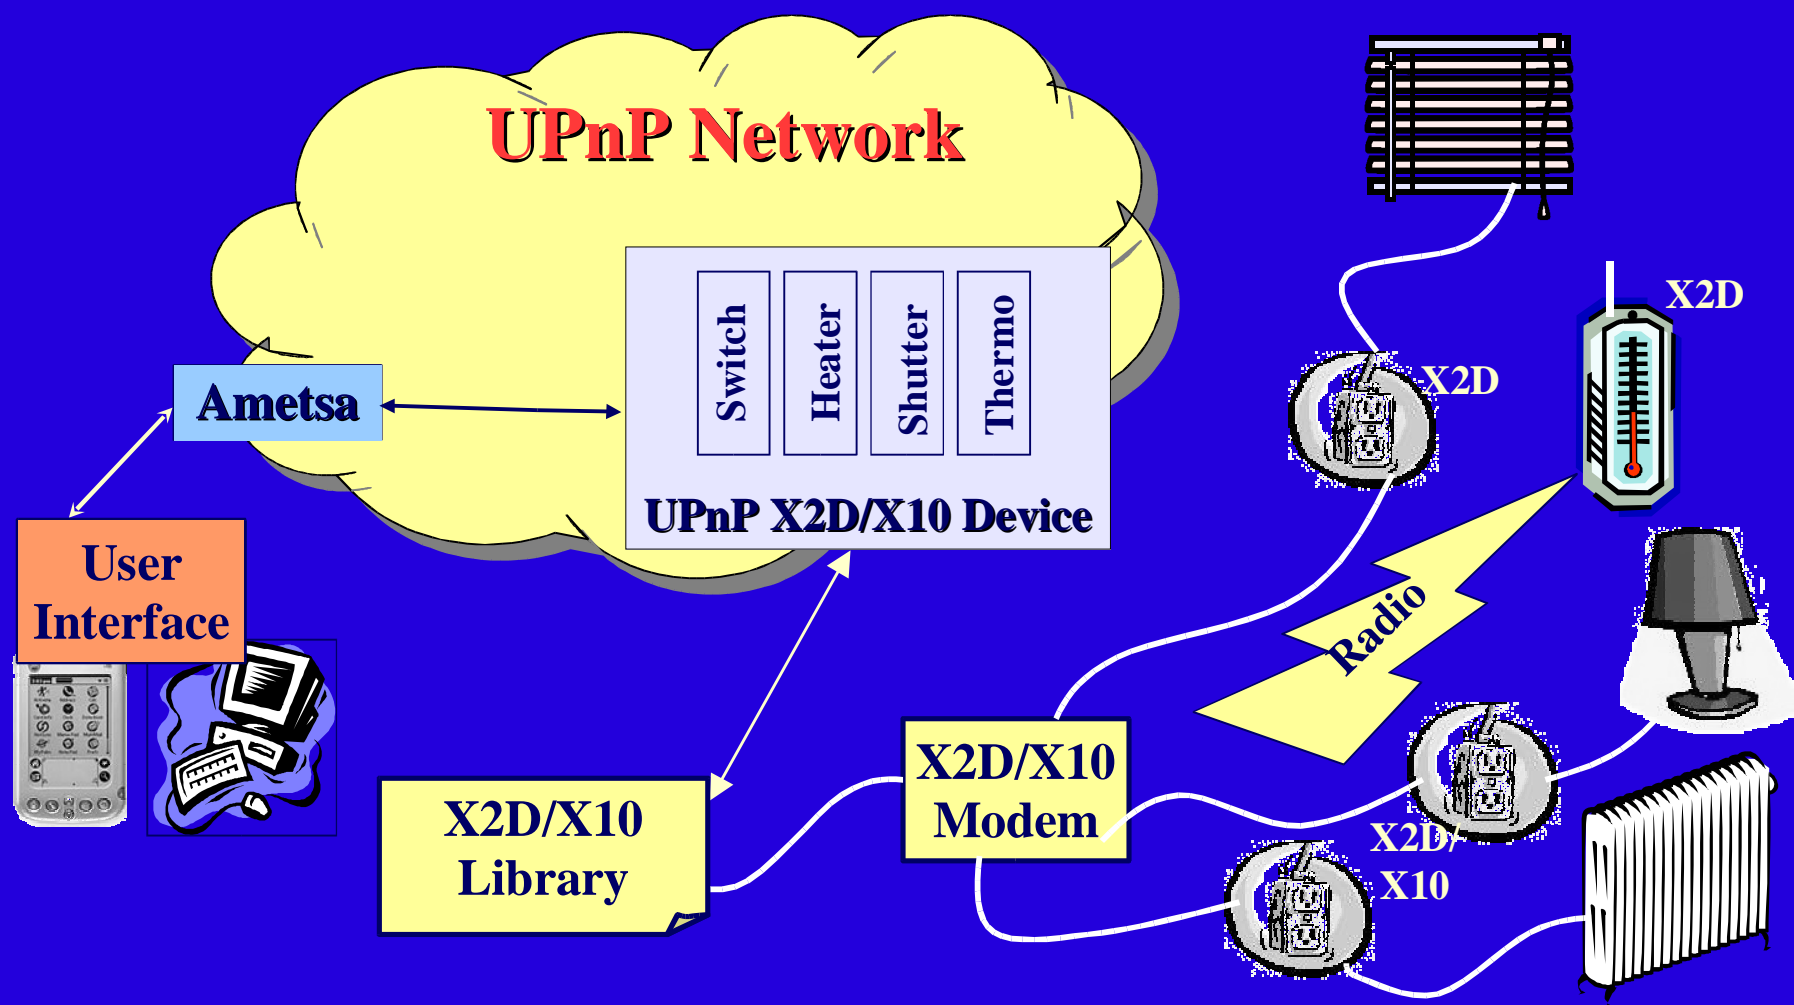 UPnP Network
Switch
Heater
Shutter
Thermo
UPnP X2D/X10 Device
Ametsa
User
Interface
X2D/X10
Library
X2D/X10
Modem
Radio
X2D
X2D
X2D/
X10